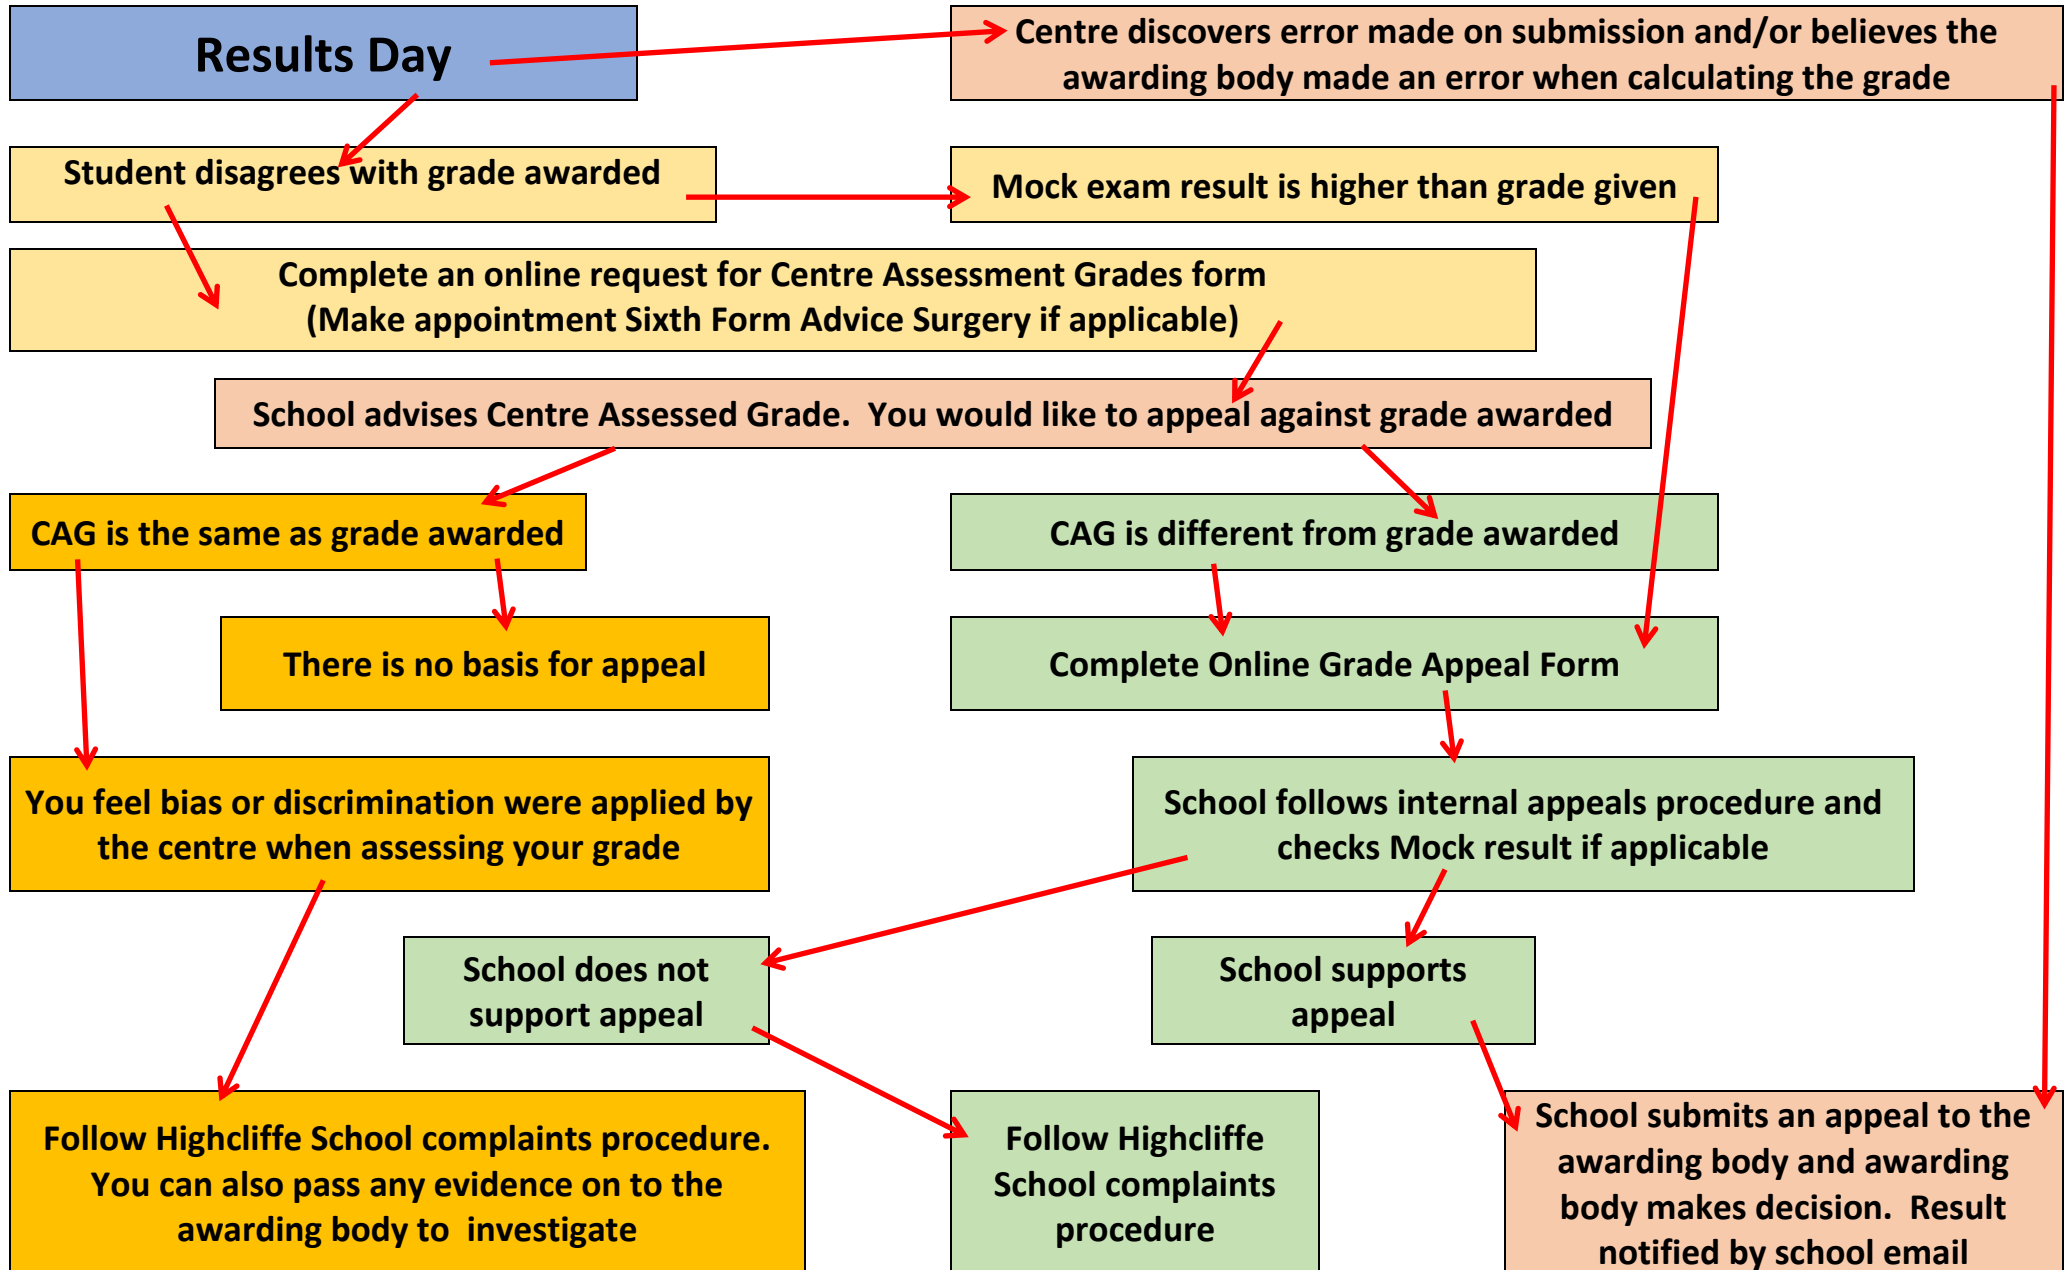 Results Day
Centre discovers error made on submission and/or believes the
awarding body made an error when calculating the grade
Student disagrees with grade awarded
Mock exam result is higher than grade given
Complete an online request for Centre Assessment Grades form
(Make appointment Sixth Form Advice Surgery if applicable)
School advises Centre Assessed Grade.  You would like to appeal against grade awarded
CAG is the same as grade awarded
CAG is different from grade awarded
There is no basis for appeal
Complete Online Grade Appeal Form
You feel bias or discrimination were applied by
the centre when assessing your grade
School follows internal appeals procedure and
checks Mock result if applicable
School does not
support appeal
School supports
appeal
Follow Highcliffe School complaints procedure.
You can also pass any evidence on to the
awarding body to  investigate
Follow Highcliffe
School complaints
procedure
School submits an appeal to the
awarding body and awarding
body makes decision.  Result
notified by school email